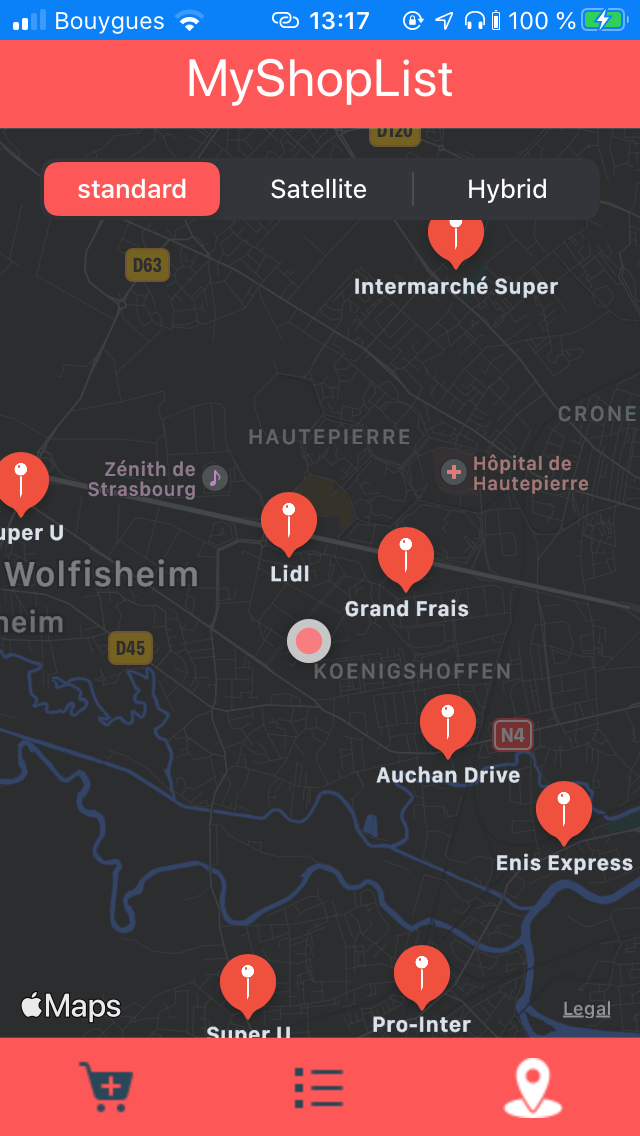 Bouygues 13:17 100 %
MyShopList
D120
standard Satellite Hybrid
D63
Intermarché Super
CRONE
HAUTEPIERRE
Zénith de
Strasbourg
Hôpital de
Hautepierre
uper U
Lidl
Wolfisheim
Grand Frais
heim
D45
KOENIGSHOFFEN
N4
Auchan Drive
Enis Express
Maps
Legal
Pro-Inter
Super U